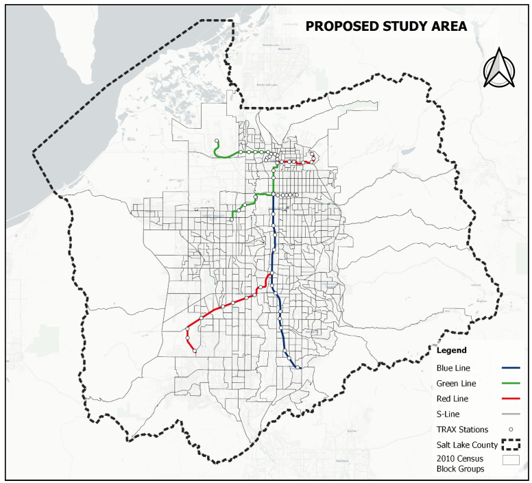 PROPOSED STUDY AREA
Legend
Blue Line
Green Line
Red Line
S-Line
TRAX Stations
Salt Lake County
2010 Census
Block Groups